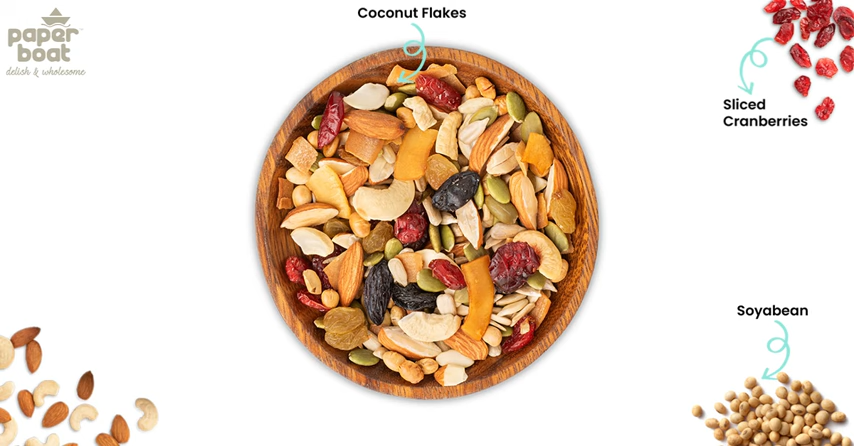 Coconut Flakes
paper
boat
delish & wholesome
Sliced
Cranberries
Soyabean